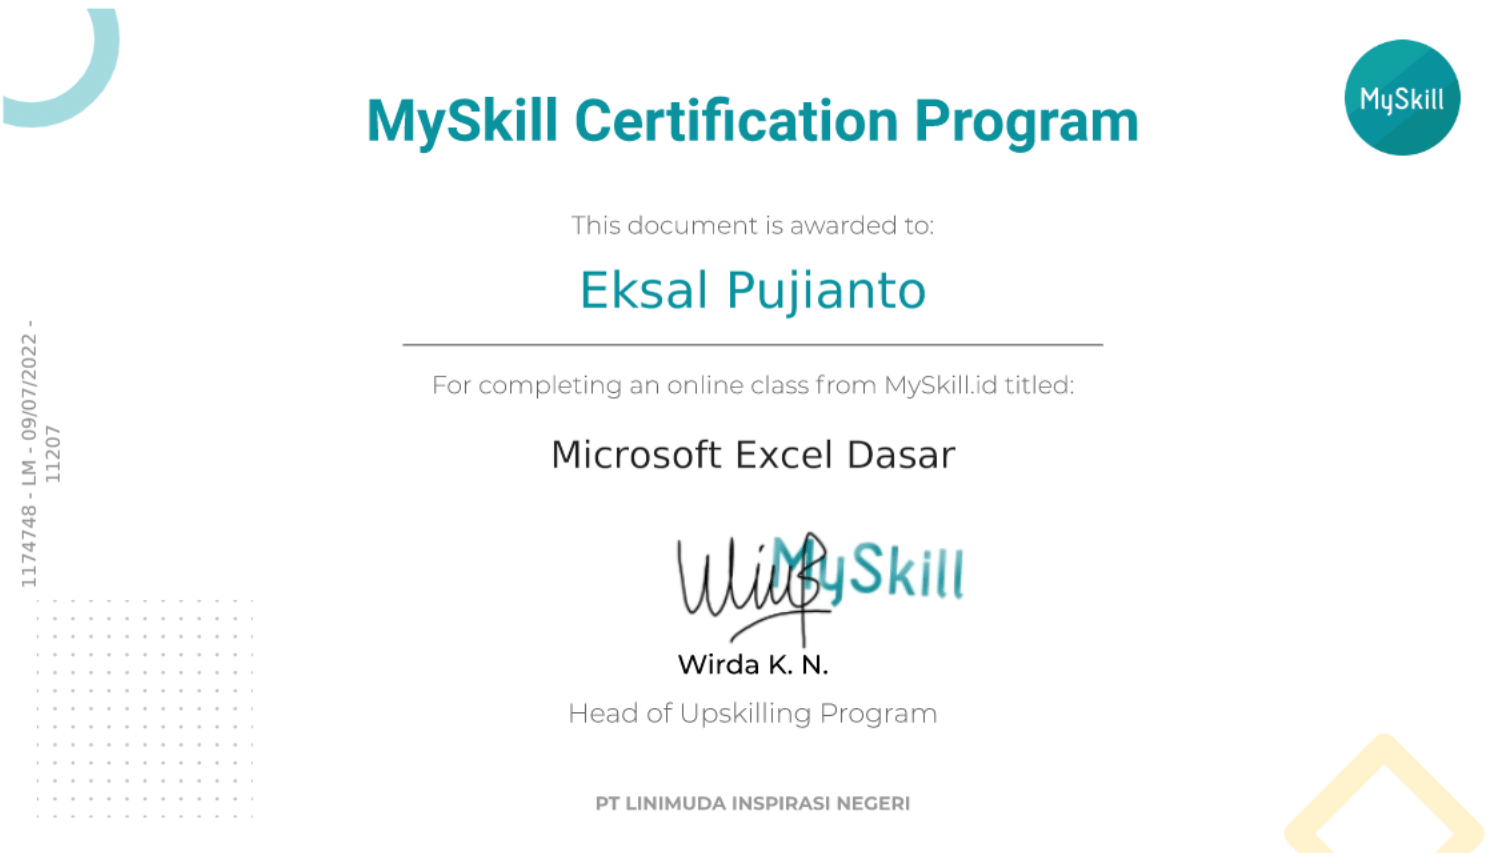 MySkill
MySkill Certification Program
This document is awarded to:
Eksal Pujianto
For completing an online class from MySkill.id titled:
Microsoft Excel Dasar
MySkill
Wirda K. N.
Head of Upskilling Program
PT LINIMUDA INSPIRASI NEGERI
1174748 - LM - 09/07/2022 -
11207